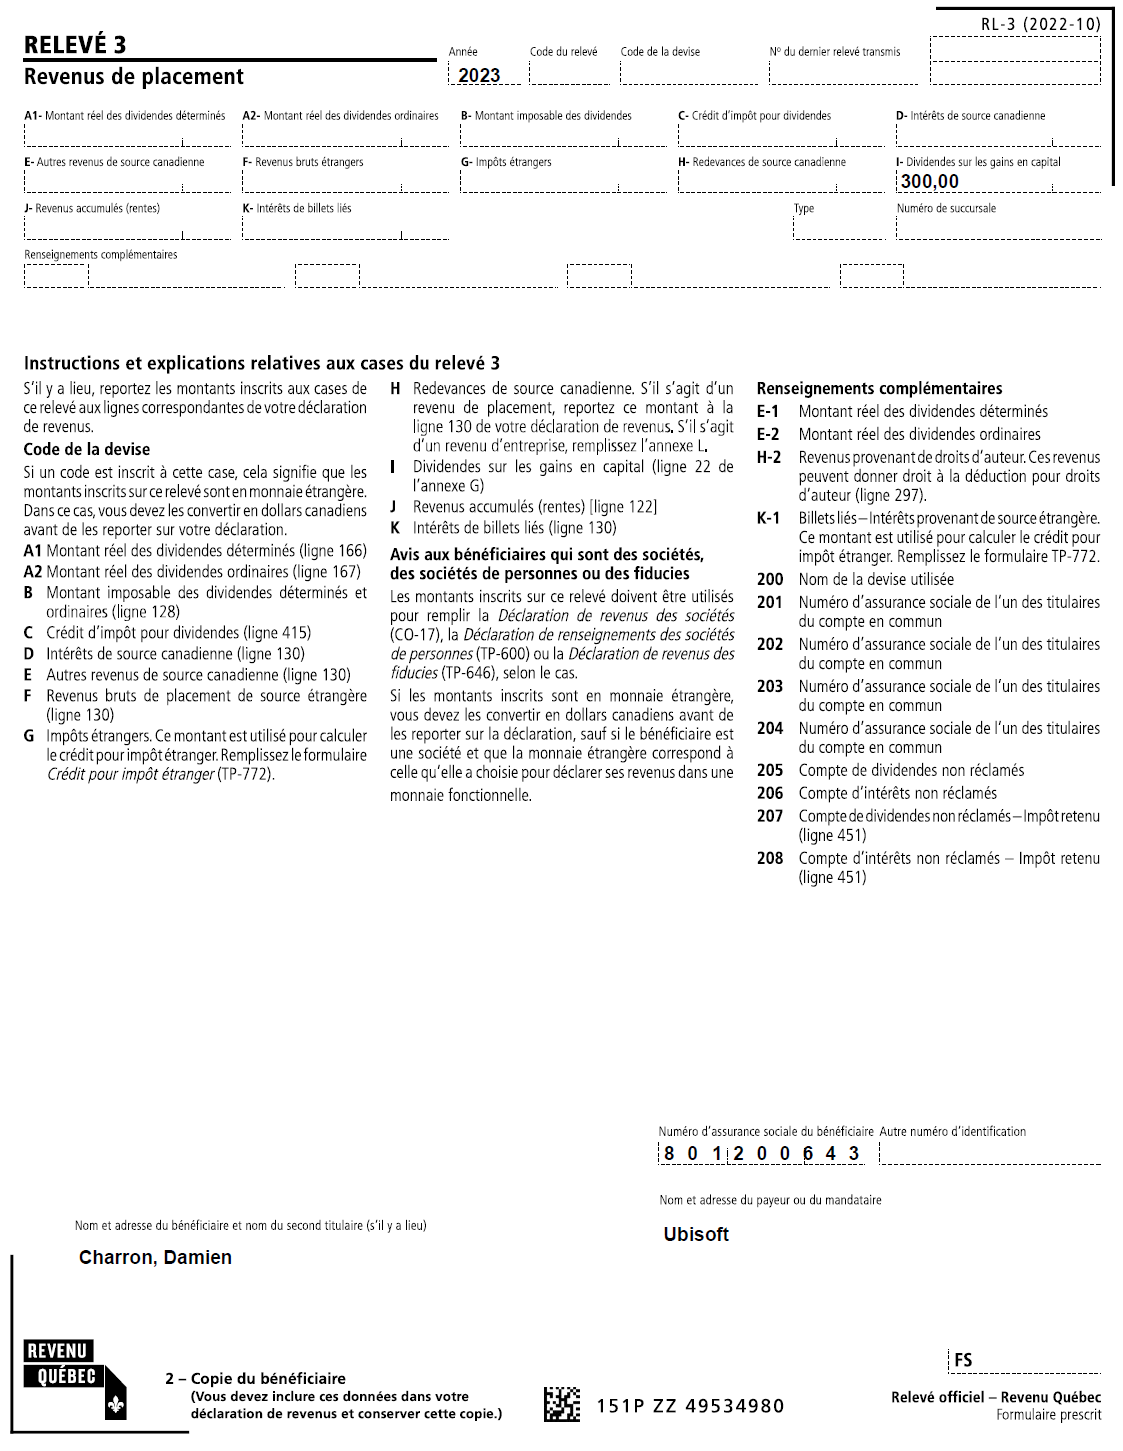 RL-3 (2022-10)
RELEVÉ 3
Revenus de placement
Année
Code du relevé
Code de la devise
Nº du dernier relevé transmis
2023
A1- Montant réel des dividendes déterminés
A2- Montant réel des dividendes ordinaires
B- Montant imposable des dividendes
C- Crédit d'impôt pour dividendes
D- Intérêts de source canadienne
E- Autres revenus de source canadienne
F- Revenus bruts étrangers
G- Impôts étrangers
H- Redevances de source canadienne
I- Dividendes sur les gains en capital
300,00
J- Revenus accumulés (rentes)
K- Intérêts de billets liés
Type
Numéro de succursale
Renseignements complémentaires
Instructions et explications relatives aux cases du relevé 3
S'il y a lieu, reportez les montants inscrits aux cases de
ce relevé aux lignes correspondantes de votre déclaration
de revenus.
Code de la devise
Si un code est inscrit à cette case, cela signifie que les
montants inscrits sur ce relevé sont en monnaie étrangère.
Dans ce cas, vous devez les convertir en dollars canadiens
avant de les reporter sur votre déclaration.
A1 Montant réel des dividendes déterminés (ligne 166)
A2 Montant réel des dividendes ordinaires (ligne 167)
B Montant imposable des dividendes déterminés et
ordinaires (ligne 128)
C Crédit d'impôt pour dividendes (ligne 415)
D Intérêts de source canadienne (ligne 130)
E Autres revenus de source canadienne (ligne 130)
F Revenus bruts de placement de source étrangère
(ligne 130)
G Impôts étrangers. Ce montant est utilisé pour calculer
le crédit pour impôt étranger. Remplissez le formulaire
Crédit pour impôt étranger (TP-772).
H Redevances de source canadienne. S'il s'agit d'un
revenu de placement, reportez ce montant à la
ligne 130 de votre déclaration de revenus. S'il s'agit
d'un revenu d'entreprise, remplissez l'annexe L.
I Dividendes sur les gains en capital (ligne 22 de
l'annexe G)
J Revenus accumulés (rentes) [ligne 122]
K Intérêts de billets liés (ligne 130)
Avis aux bénéficiaires qui sont des sociétés,
des sociétés de personnes ou des fiducies
Les montants inscrits sur ce relevé doivent être utilisés
pour remplir la Déclaration de revenus des sociétés
(CO-17), la Déclaration de renseignements des sociétés
de personnes (TP-600) ou la Déclaration de revenus des
fiducies (TP-646), selon le cas.
Si les montants inscrits sont en monnaie étrangère,
vous devez les convertir en dollars canadiens avant de
les reporter sur la déclaration, sauf si le bénéficiaire est
une société et que la monnaie étrangère correspond à
celle qu'elle a choisie pour déclarer ses revenus dans une
monnaie fonctionnelle.
Renseignements complémentaires
E-1 Montant réel des dividendes déterminés
E-2 Montant réel des dividendes ordinaires
H-2 Revenus provenant de droits d'auteur. Ces revenus
peuvent donner droit à la déduction pour droits
d'auteur (ligne 297).
K-1 Billets liés – Intérêts provenant de source étrangère.
Ce montant est utilisé pour calculer le crédit pour
impôt étranger. Remplissez le formulaire TP-772.
200 Nom de la devise utilisée
201 Numéro d'assurance sociale de l'un des titulaires
du compte en commun
202 Numéro d'assurance sociale de l'un des titulaires
du compte en commun
203 Numéro d'assurance sociale de l'un des titulaires
du compte en commun
204 Numéro d'assurance sociale de l'un des titulaires
du compte en commun
205 Compte de dividendes non réclamés
206 Compte d'intérêts non réclamés
207 Compte de dividendes non réclamés – Impôt retenu
(ligne 451)
208 Compte d'intérêts non réclamés – Impôt retenu
(ligne 451)
Numéro d'assurance sociale du bénéficiaire
Autre numéro d'identification
8 0 1 2 0 0 6 4 3
Nom et adresse du payeur ou du mandataire
Ubisoft
Nom et adresse du bénéficiaire et nom du second titulaire (s'il y a lieu)
Charron, Damien
REVENU
QUÉBEC
2 – Copie du bénéficiaire
(Vous devez inclure ces données dans votre
déclaration de revenus et conserver cette copie.)
151P ZZ 49534980
FS
Relevé officiel – Revenu Québec
Formulaire prescrit